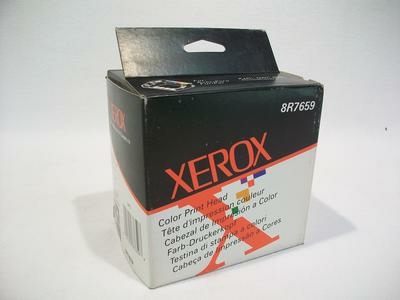 8R7659
XEROX
XEROX
Color Print Head
Tête d'impression couleur
Cabezal de Impresión a Color
Farb-Druckerkopf
Testina di stampa a colori
Cabeça de Impressão a Cores